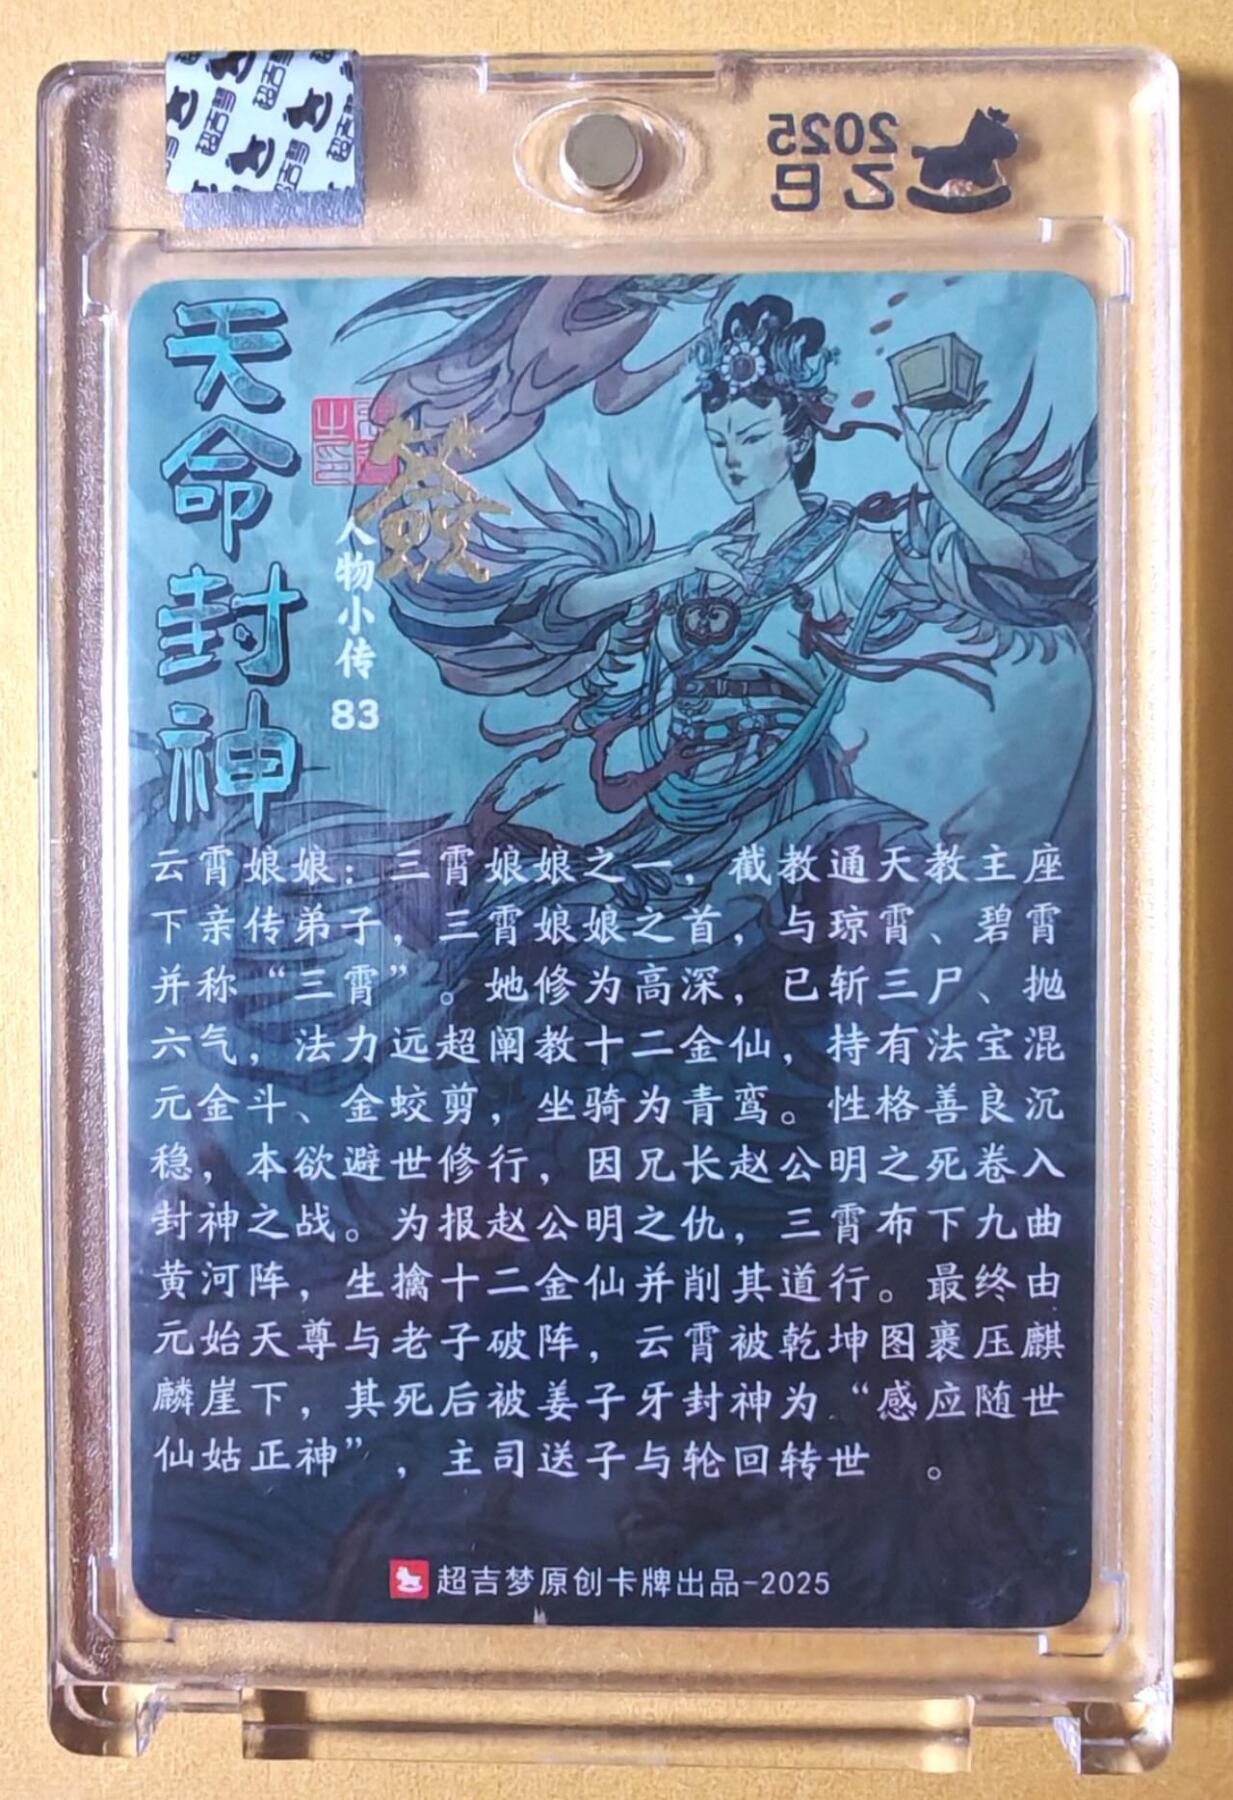 2025
乙巳
天命封神
簽
人物小传
83
云霄娘娘：三霄娘娘之一，截教通天教主座
下亲传弟子，三霄娘娘之首，与琼霄、碧霄
并称“三霄”。她修为高深，已斩三尸、抛
六气，法力远超阐教十二金仙，持有法宝混
元金斗、金蛟剪，坐骑为青鸾。性格善良沉
稳，本欲避世修行，因兄长赵公明之死卷入
封神之战。为报赵公明之仇，三霄布下九曲
黄河阵，生擒十二金仙并削其道行。最终由
元始天尊与老子破阵，云霄被乾坤图裹压麒
麟崖下，其死后被姜子牙封神为“感应随世
仙姑正神”，主司送子与轮回转世 。
超吉梦原创卡牌出品-2025